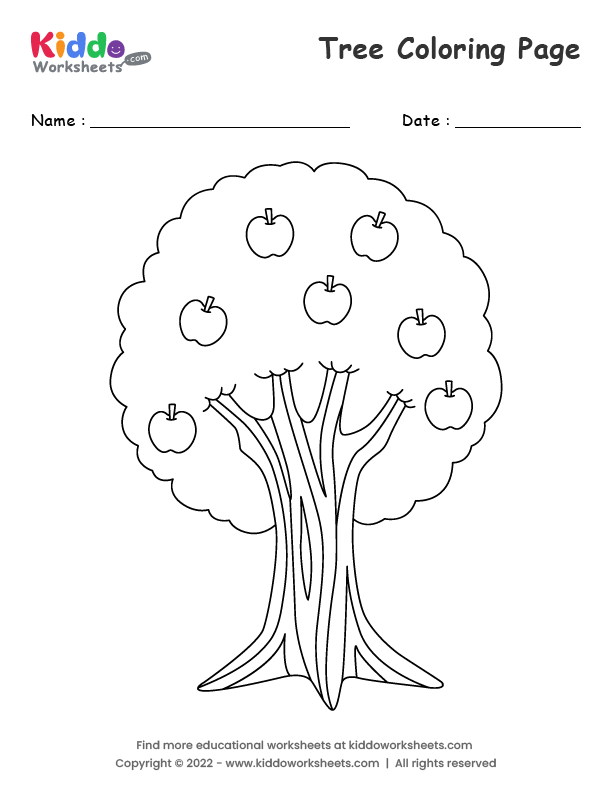 Kiddo
Worksheets.com
Tree Coloring Page
Name : Date :
Find more educational worksheets at kiddoworksheets.com
Copyright © 2022 - www.kiddoworksheets.com | All rights reserved